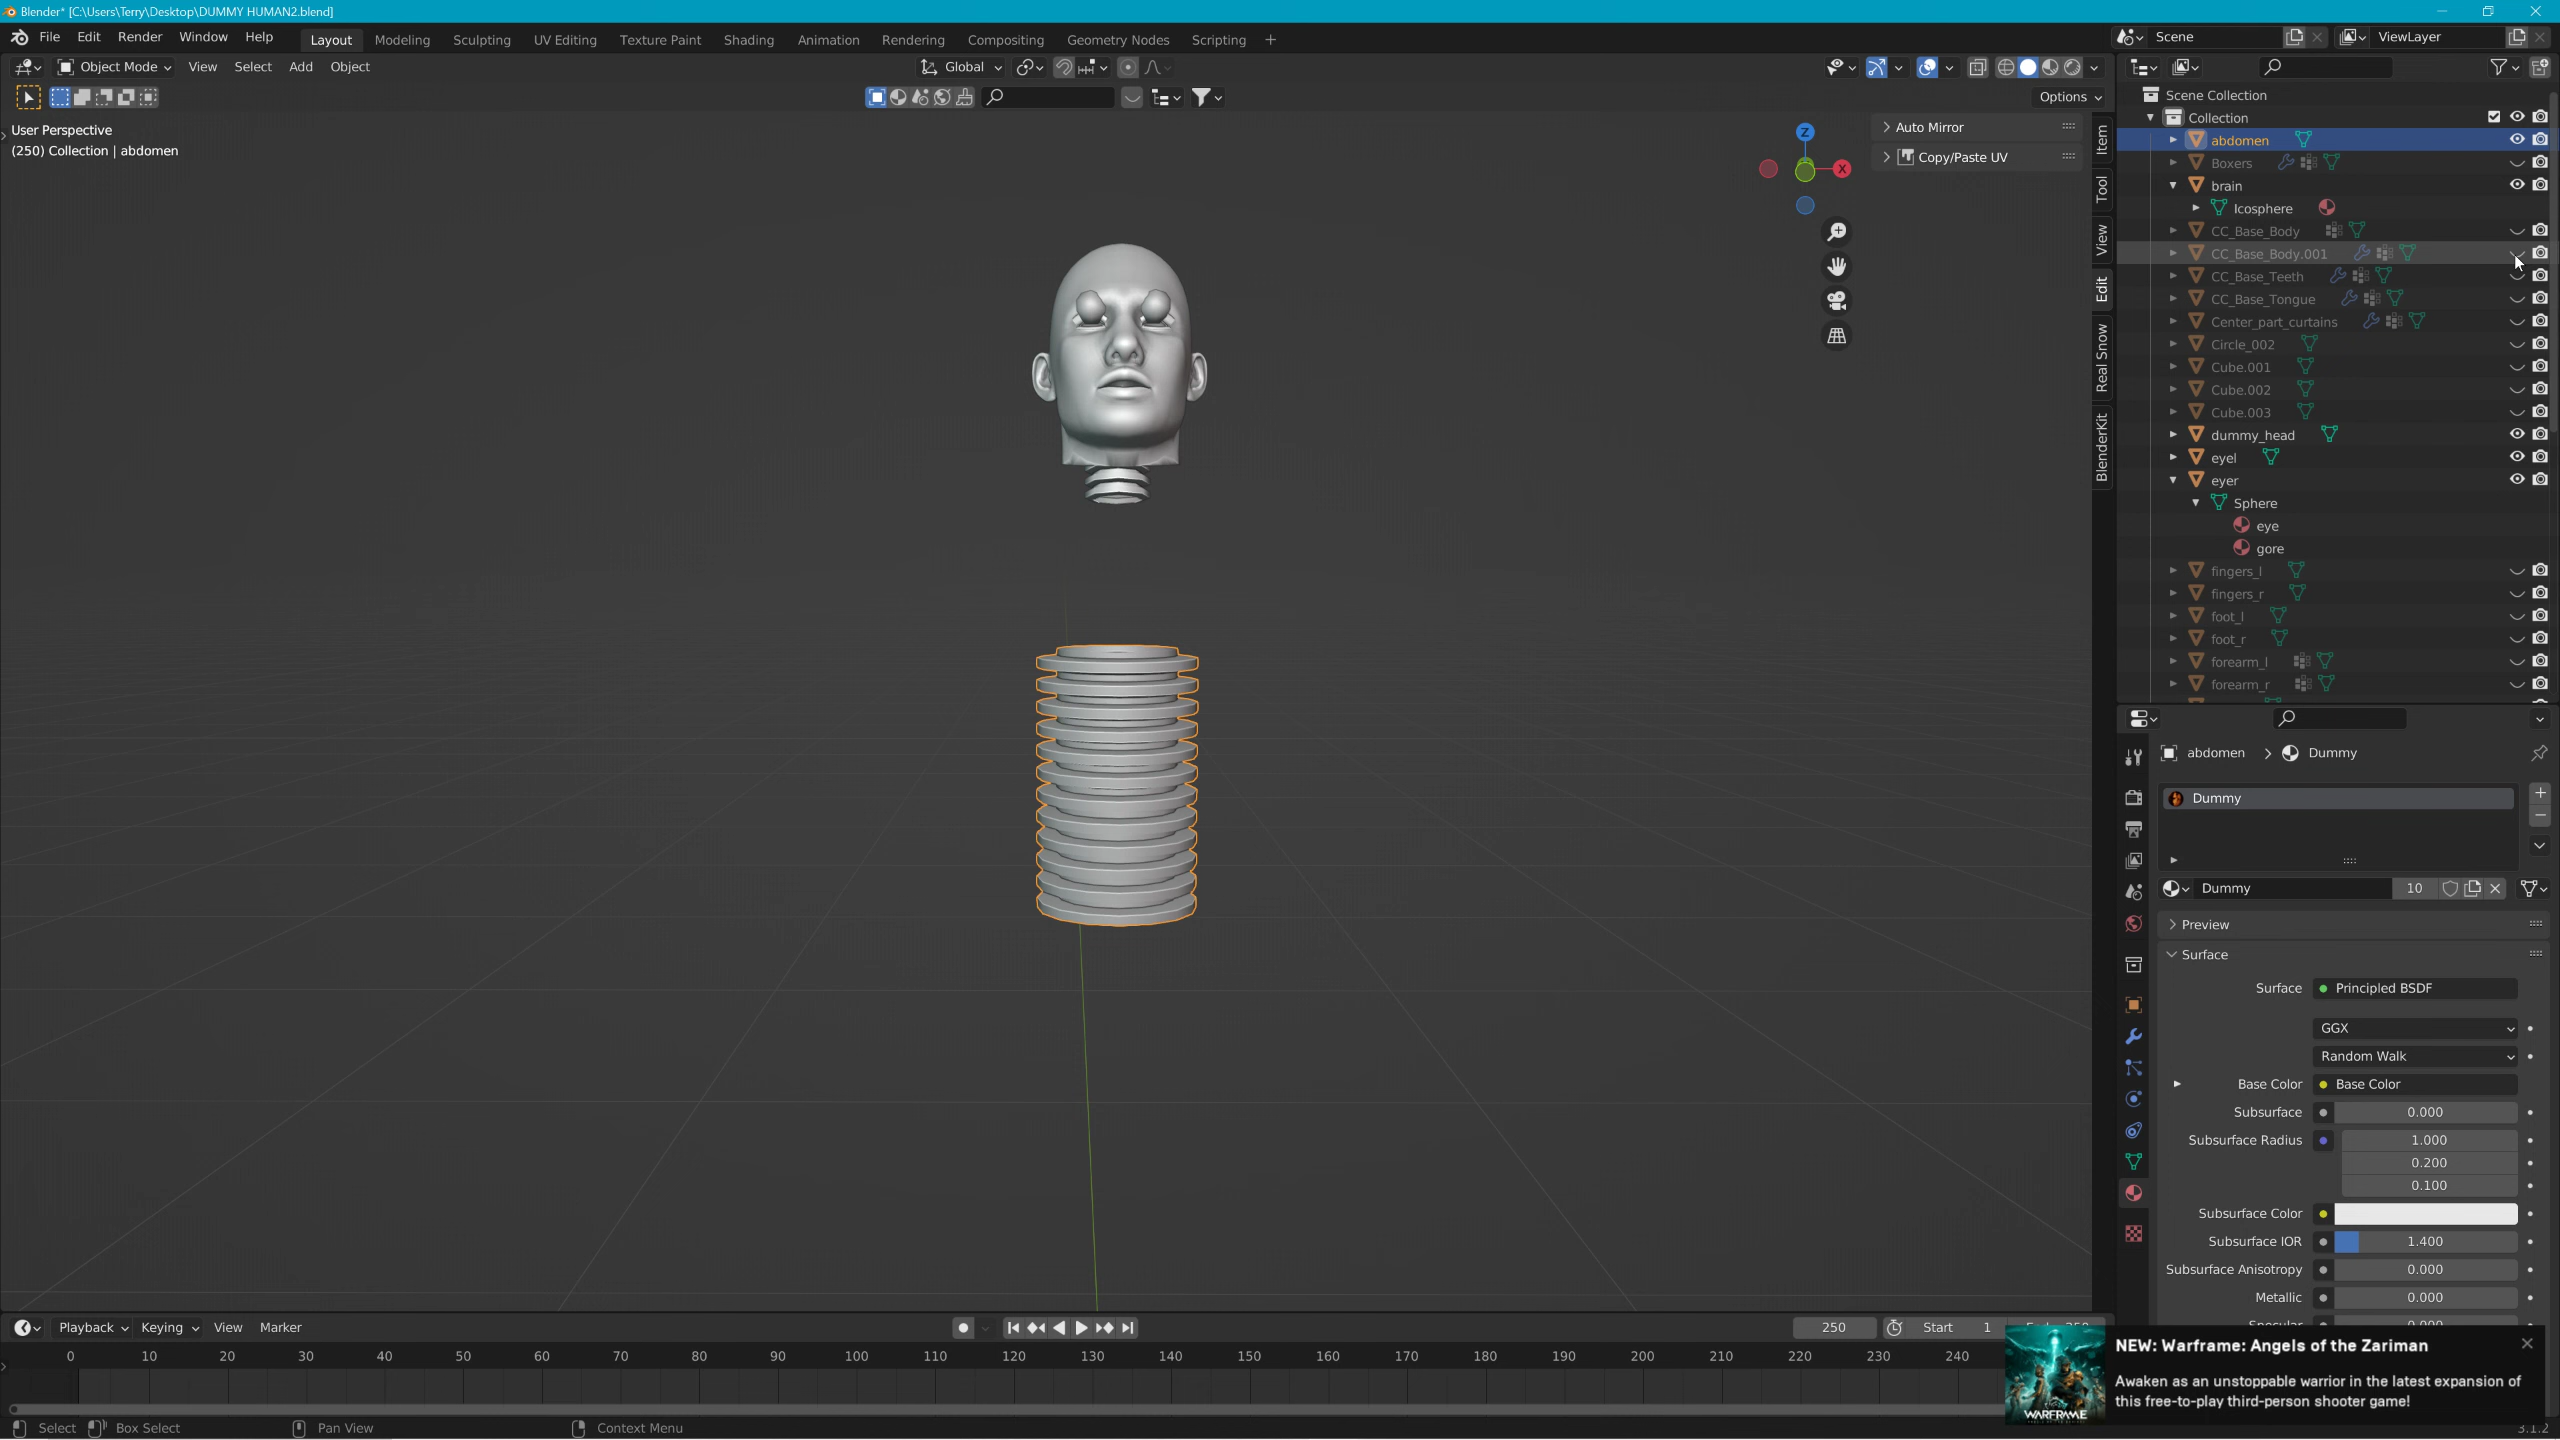 Blender* [C:\Users\Terry\Desktop\DUMMY HUMAN2.blend]
File Edit Render Window Help Layout Modeling Sculpting UV Editing Texture Paint Shading Animation Rendering Compositing Geometry Nodes Scripting + Scene ViewLayer
Object Mode View Select Add Object Global
Options
User Perspective
(250) Collection | abdomen
Z
X
Auto Mirror
Copy/Paste UV
Item
Tool
View
Edit
Real Snow
BlenderKit
Scene Collection
Collection
abdomen
Boxers
brain
Icosphere
CC_Base_Body
CC_Base_Body.001
CC_Base_Teeth
CC_Base_Tongue
Center_part_curtains
Circle_002
Cube.001
Cube.002
Cube.003
dummy_head
eyel
eyer
Sphere
eye
gore
fingers_l
fingers_r
foot_l
foot_r
forearm_l
forearm_r
abdomen > Dummy
Dummy
Dummy 10
Preview
Surface
Surface Principled BSDF
GGX
Random Walk
Base Color Base Color
Subsurface 0.000
Subsurface Radius 1.000
0.200
0.100
Subsurface Color
Subsurface IOR 1.400
Subsurface Anisotropy 0.000
Metallic 0.000
Playback Keying View Marker 250 Start 1
0 10 20 30 40 50 60 70 80 90 100 110 120 130 140 150 160 170 180 190 200 210 220 230 240
NEW: Warframe: Angels of the Zariman
Awaken as an unstoppable warrior in the latest expansion of
this free-to-play third-person shooter game!
WARFRAME
Select Box Select Pan View Context Menu
3.1.2